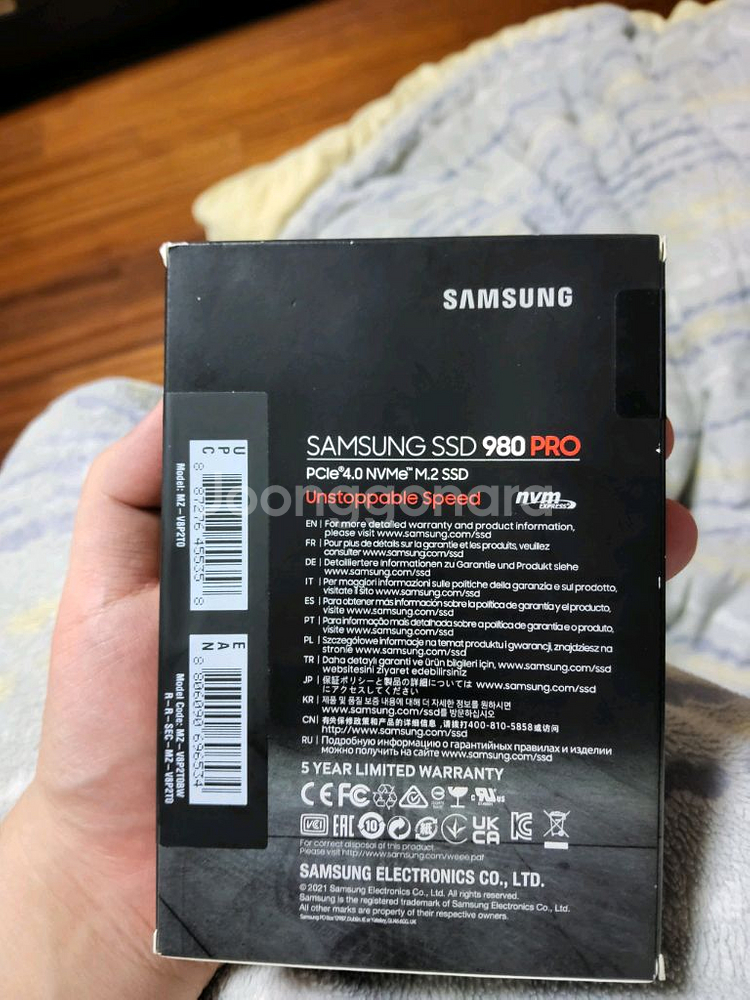 SAMSUNG
SAMSUNG SSD 980 PRO
PCIe®4.0 NVMe™ M.2 SSD
Unstoppable Speed
nvm
EXPRESS
Joonggonara
EN | For more detailed warranty and product information,
please visit www.samsung.com/ssd
FR | Pour plus de détails sur la garantie et les produits, veuillez
consulter www.samsung.com/ssd
DE | Detailliertere Informationen zu Garantie und Produkt siehe
www.samsung.com/ssd
IT | Per maggiori informazioni sulle politiche della garanzia e sul prodotto,
visitate il sito www.samsung.com/ssd
ES | Para obtener más información sobre la política de garantía y el producto,
visite www.samsung.com/ssd
PT | Para informação mais detalhada sobre a política de garantia e o produto,
visite www.samsung.com/ssd
PL | Szczegółowe informacje na temat produktu i gwarancji, znajdziesz na
stronie www.samsung.com/ssd
TR | Daha detaylı garanti ve ürün bilgileri için, www.samsung.com/ssd
websitesini ziyaret edebilirsiniz
JP | 保証ポリシーと製品の詳細については www.samsung.com/ssd
にアクセスしてください
KR | 제품 및 품질 보증 내용에 대해 더 자세한 정보를 원하시면
www.samsung.com/ssd를 방문하십시오
CN | 有关保修政策和产品的详细信息，请拨打400-810-5858或访问
http://www.samsung.com/ssd
RU | Подробную информацию о гарантийных правилах и изделии
можно получить на сайте www.samsung.com/ssd
5 YEAR LIMITED WARRANTY
CE FC
VCI EAC 10 UK CA
For correct disposal of this product.
Please visit http://www.samsung.com/weee.paf
SAMSUNG ELECTRONICS CO., LTD.
© 2021 Samsung Electronics Co., Ltd. All rights reserved.
Samsung is the registered trademark of Samsung Electronics Co., Ltd.
All other marks are property of their respective owners.
UPC
8 87276 45535 8
Model: MZ-V8P2T0
EAN
8 806090 696534
Model Code: MZ-V8P2T0BW
R-R-SEC-MZ-V8P2T0